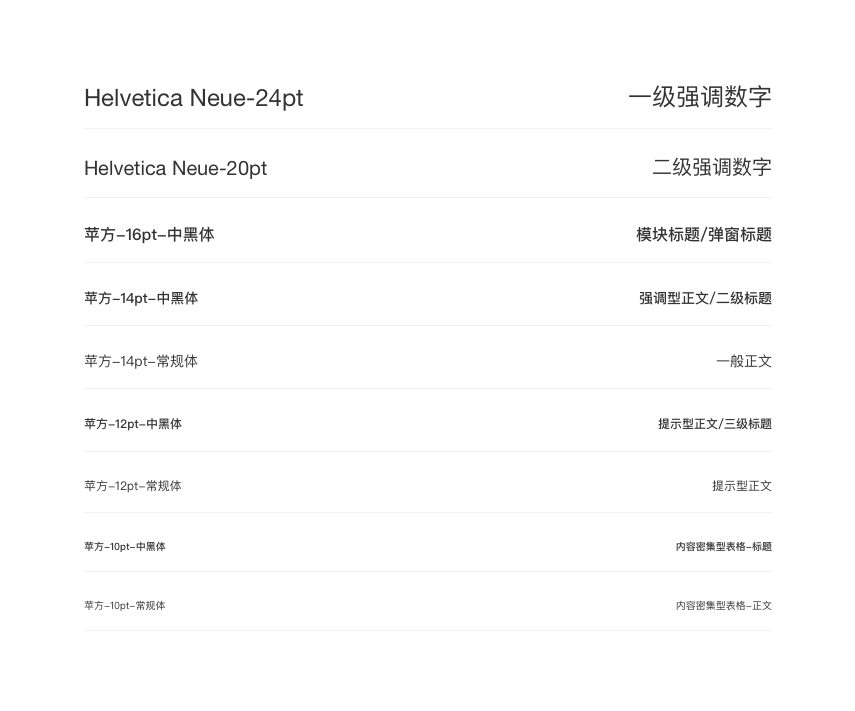 Helvetica Neue-24pt 一级强调数字
Helvetica Neue-20pt 二级强调数字
苹方–16pt–中黑体 模块标题/弹窗标题
苹方–14pt–中黑体 强调型正文/二级标题
苹方–14pt–常规体 一般正文
苹方–12pt–中黑体 提示型正文/三级标题
苹方–12pt–常规体 提示型正文
苹方–10pt–中黑体 内容密集型表格–标题
苹方–10pt–常规体 内容密集型表格–正文